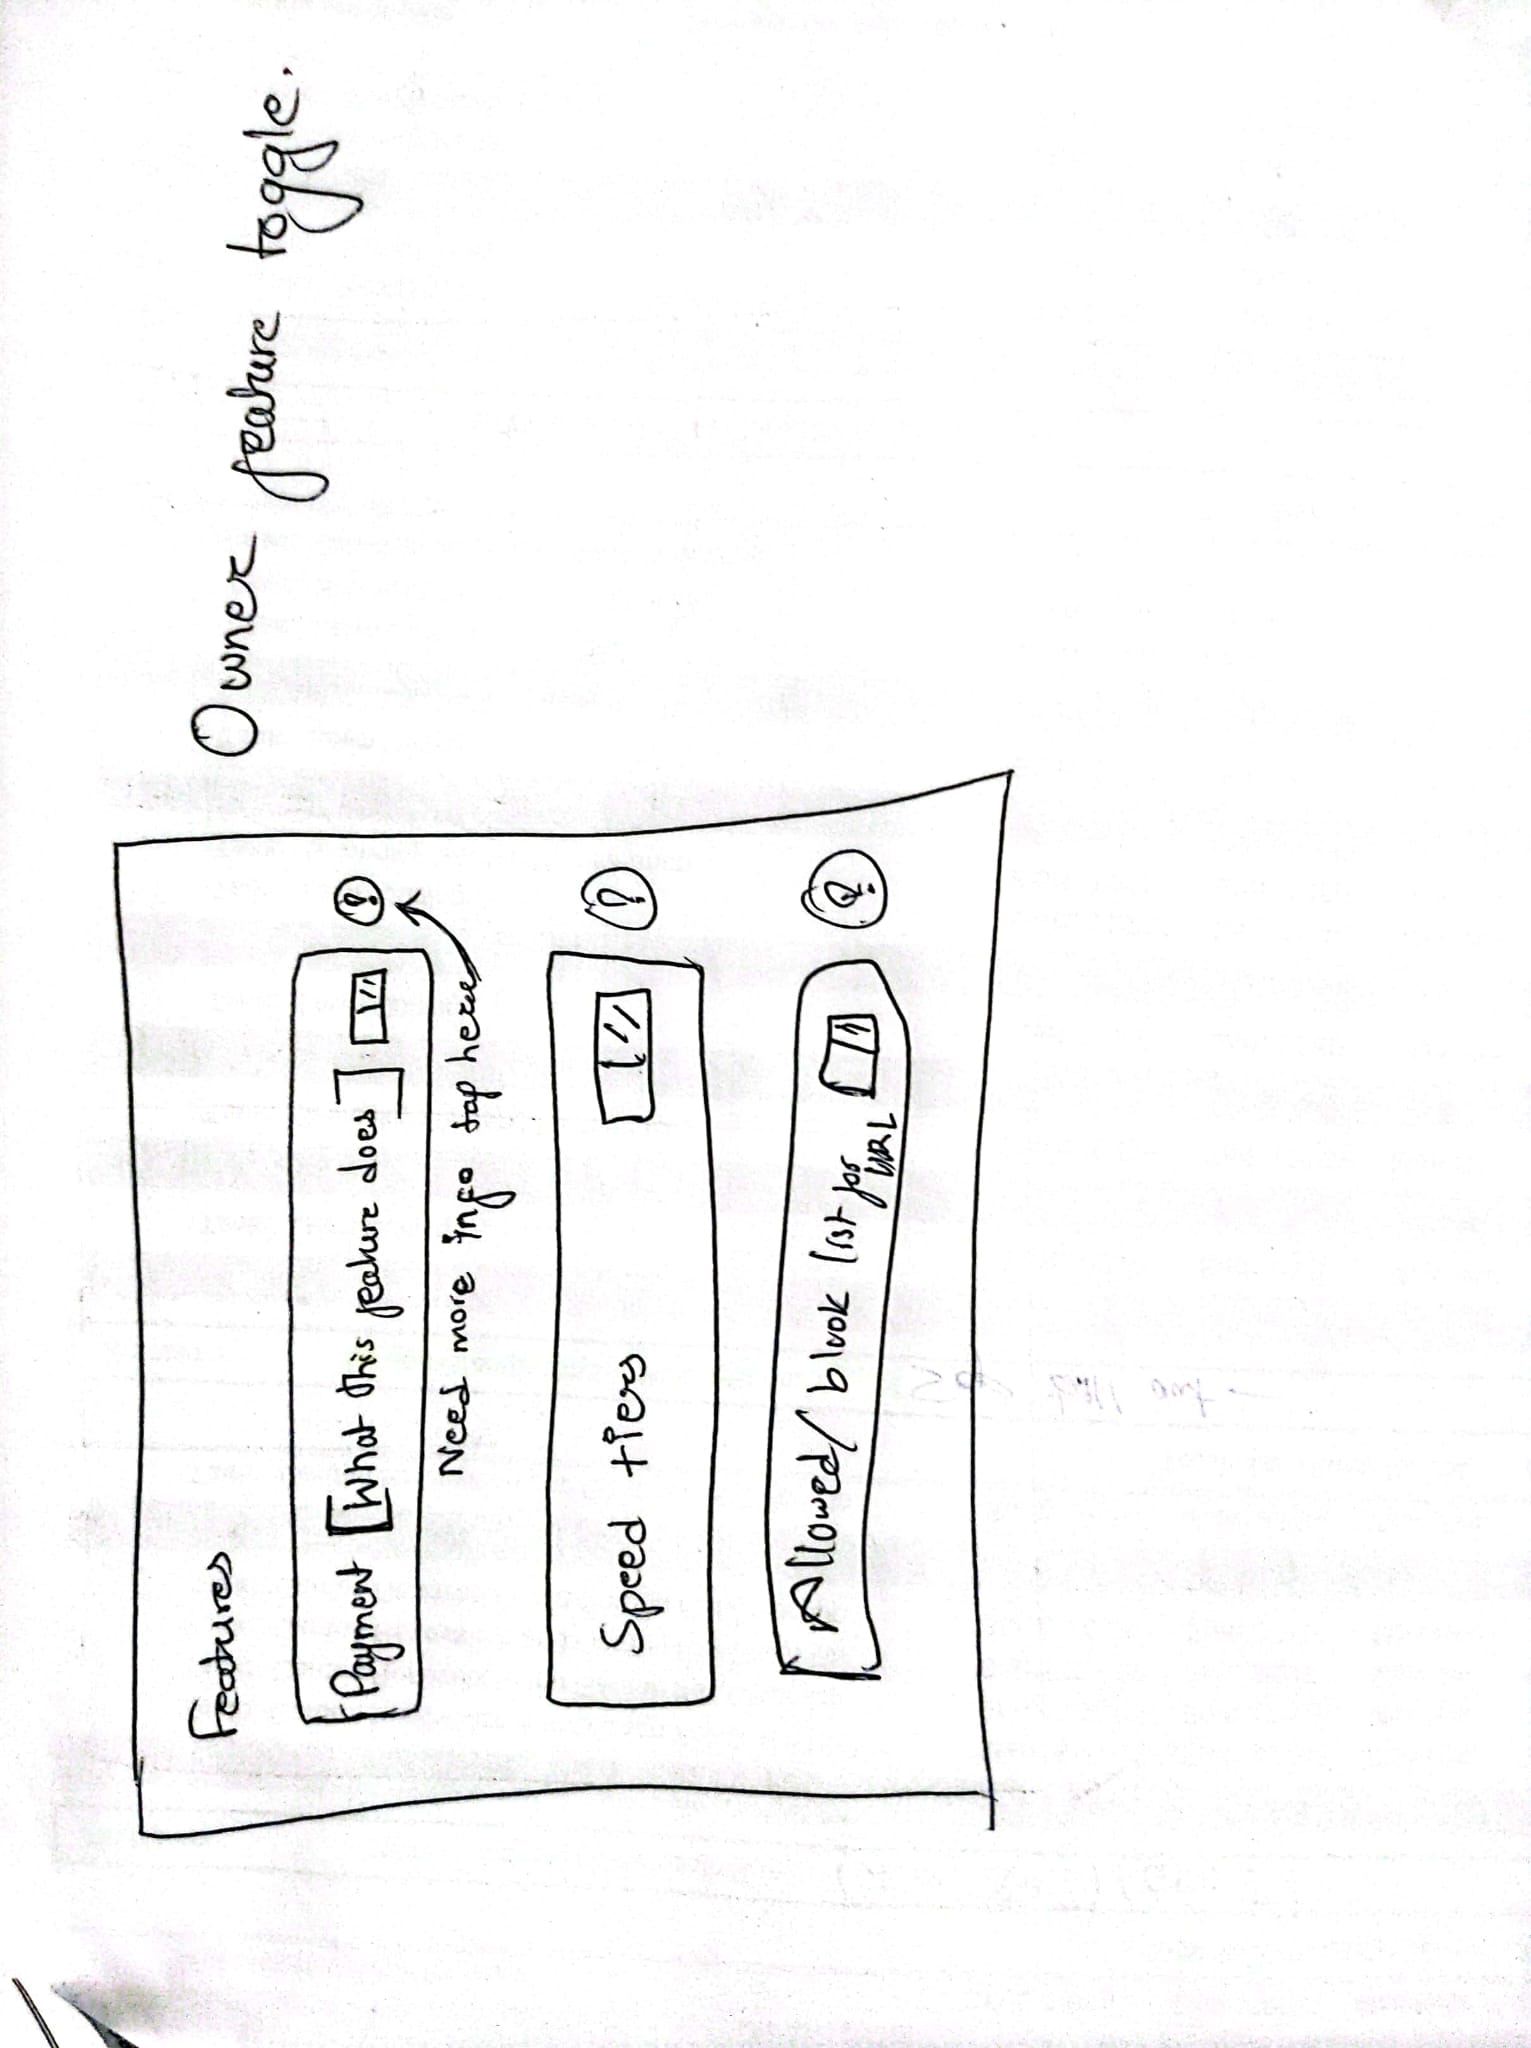 Features
Owner feature toggle.
Payment [What this feature does] ?
Need more info tap here
Speed tiers ?
Allowed/ block list for
URL
?